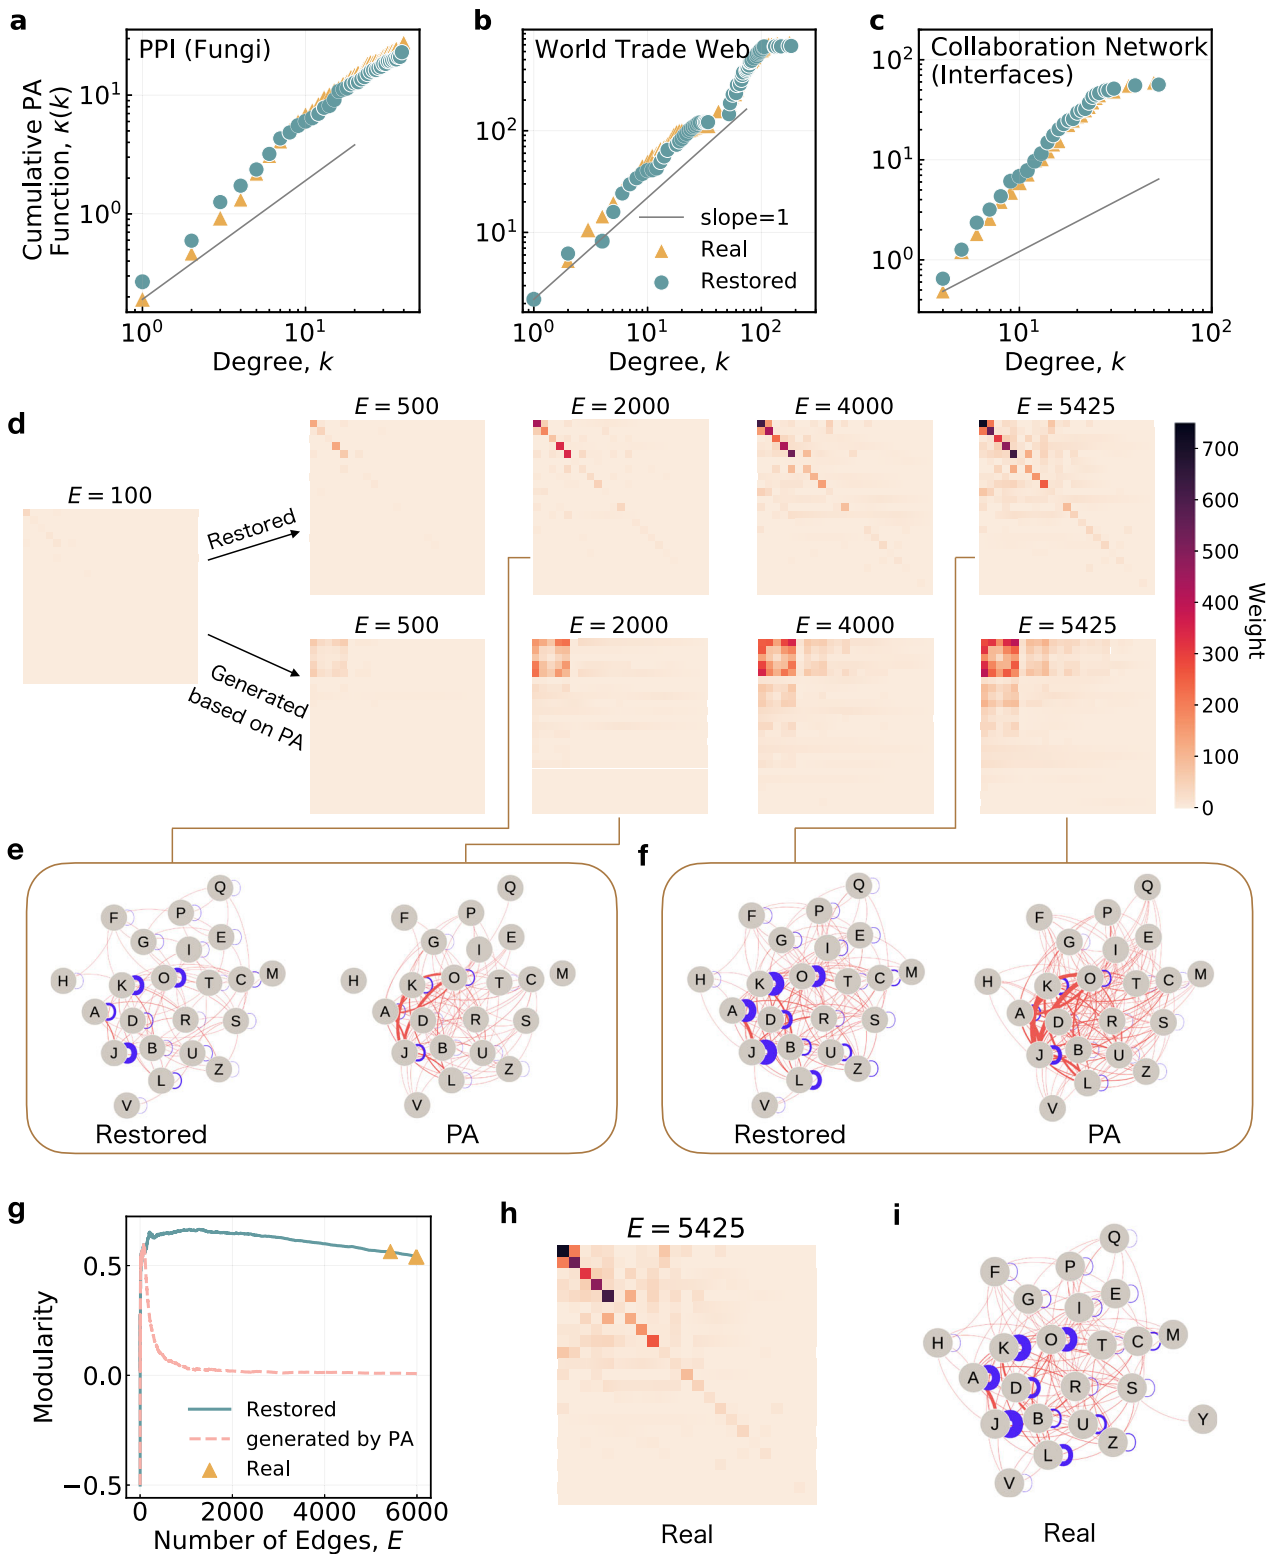 a
PPI (Fungi)
Cumulative PA
Function, κ(k)
10¹
10⁰
10⁰
10¹
Degree, k
b
World Trade Web
10²
10¹
slope=1
Real
Restored
10⁰
10¹
10²
Degree, k
c
Collaboration Network
(Interfaces)
10²
10¹
10⁰
10¹
10²
Degree, k
d
E = 100
Restored
Generated
based on PA
E = 500
E = 2000
E = 4000
E = 5425
E = 500
E = 2000
E = 4000
E = 5425
700
600
500
400
300
200
100
0
Weight
e
Q
F
P
G
I
E
H
K
O
T
C
M
A
D
R
S
J
B
U
Z
L
V
Restored
Q
F
P
G
I
E
H
K
O
T
C
M
A
D
R
S
J
B
U
Z
L
V
PA
f
Q
F
P
G
I
E
H
K
O
T
C
M
A
D
R
S
J
B
U
Z
L
V
Restored
Q
F
P
G
I
E
H
K
O
T
C
M
A
D
R
S
J
B
U
Z
L
V
PA
g
Modularity
0.5
0.0
−0.5
Restored
generated by PA
Real
0
2000
4000
6000
Number of Edges, E
h
E = 5425
Real
i
Q
F
P
G
I
E
H
K
O
T
C
M
A
D
R
S
J
B
U
Z
Y
L
V
Real